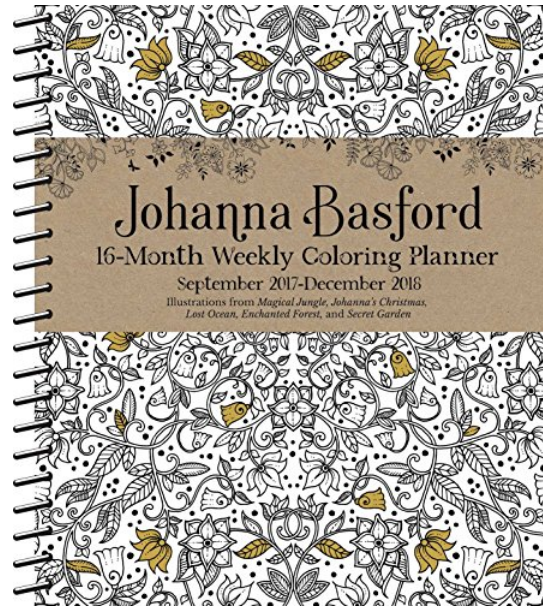 Johanna Basford
16-Month Weekly Coloring Planner
September 2017-December 2018
Illustrations from Magical Jungle, Johanna's Christmas,
Lost Ocean, Enchanted Forest, and Secret Garden